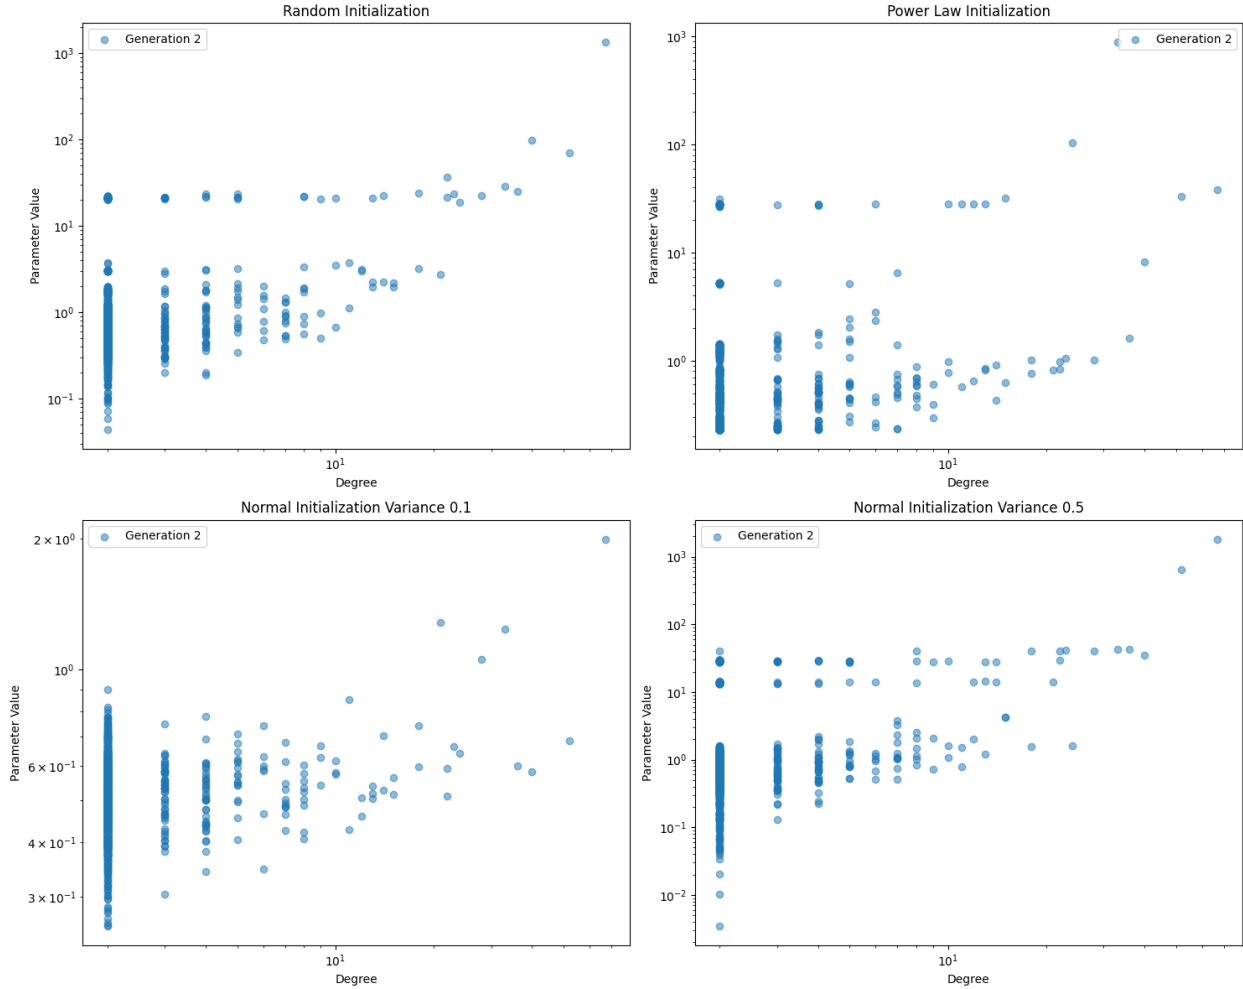 Random Initialization
Generation 2
10³
10²
10¹
10⁰
10⁻¹
Parameter Value
10¹
Degree
Power Law Initialization
Generation 2
10³
10²
10¹
10⁰
Parameter Value
10¹
Degree
Normal Initialization Variance 0.1
Generation 2
2 × 10⁰
10⁰
6 × 10⁻¹
4 × 10⁻¹
3 × 10⁻¹
Parameter Value
10¹
Degree
Normal Initialization Variance 0.5
Generation 2
10³
10²
10¹
10⁰
10⁻¹
10⁻²
Parameter Value
10¹
Degree